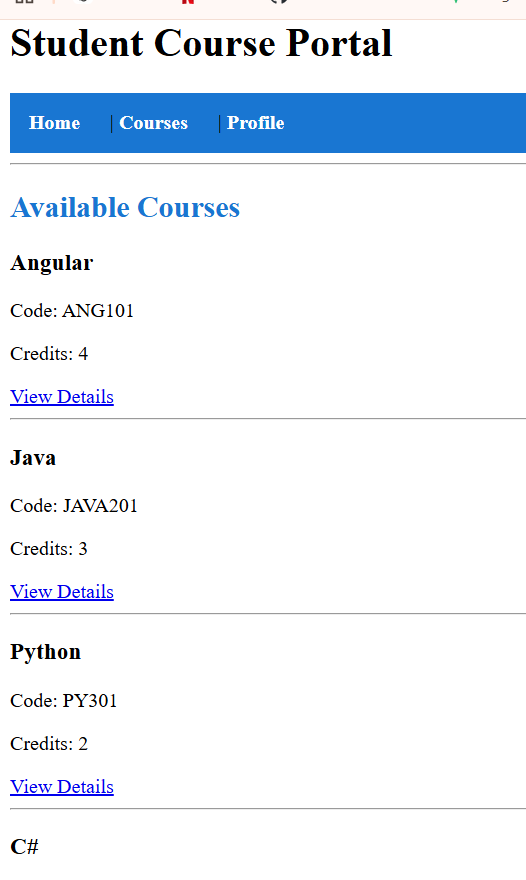 Student Course Portal
Home | Courses | Profile
Available Courses
Angular
Code: ANG101
Credits: 4
View Details
Java
Code: JAVA201
Credits: 3
View Details
Python
Code: PY301
Credits: 2
View Details
C#